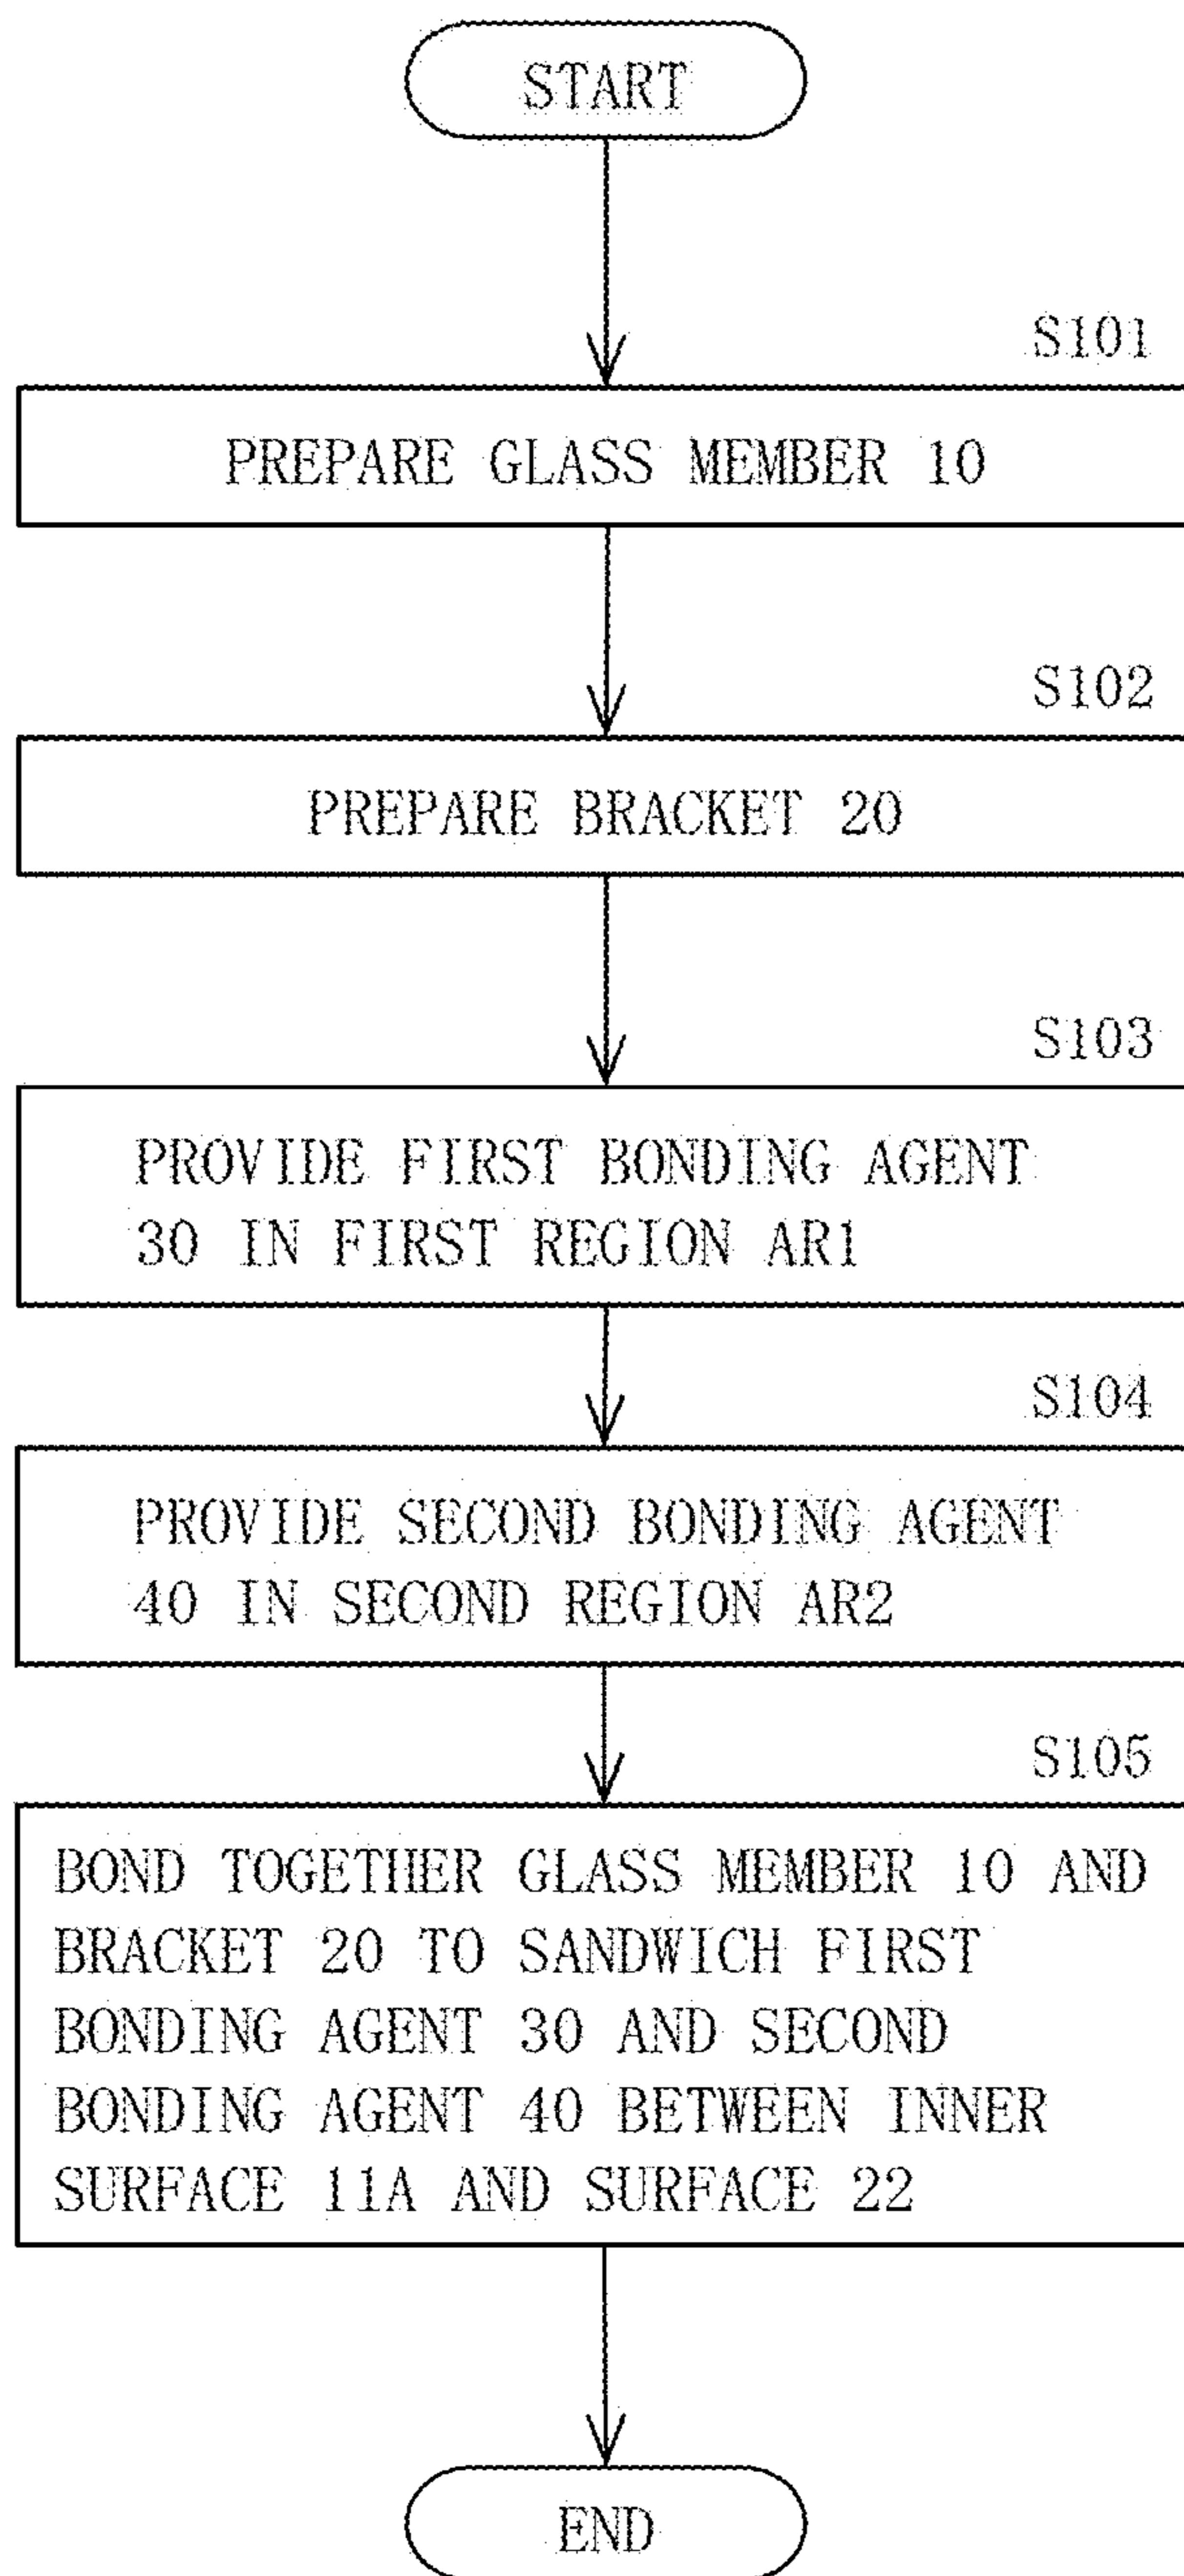 START
S101
PREPARE GLASS MEMBER 10
S102
PREPARE BRACKET 20
S103
PROVIDE FIRST BONDING AGENT
30 IN FIRST REGION AR1
S104
PROVIDE SECOND BONDING AGENT
40 IN SECOND REGION AR2
S105
BOND TOGETHER GLASS MEMBER 10 AND
BRACKET 20 TO SANDWICH FIRST
BONDING AGENT 30 AND SECOND
BONDING AGENT 40 BETWEEN INNER
SURFACE 11A AND SURFACE 22
END